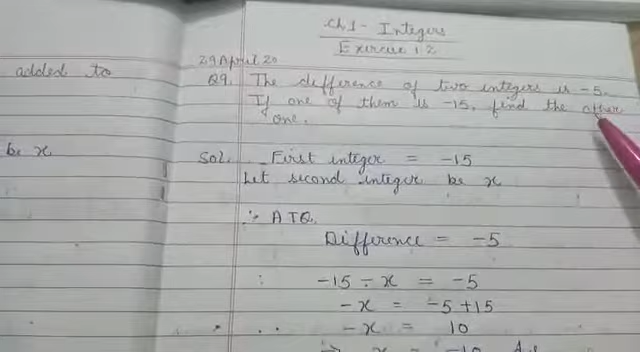 Ch 1 - Integers
Exercise 1.2
29 April 20
added to
Q9. The difference of two integers is -5.
If one of them is -15, find the other
one.
be x
Sol. First integer = -15
Let second integer be x
∴ ATQ
Difference = -5
: -15 - x = -5
-x = -5 + 15
-x = 10
⇒ x = -10 Ans